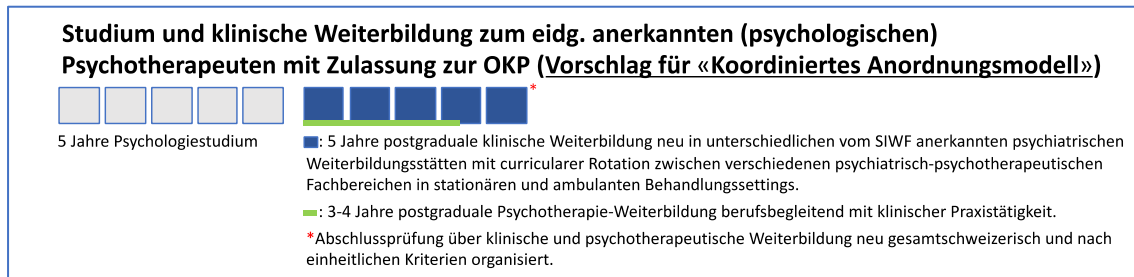 Studium und klinische Weiterbildung zum eidg. anerkannten (psychologischen)
Psychotherapeuten mit Zulassung zur OKP (Vorschlag für «Koordiniertes Anordnungsmodell»)
*
5 Jahre Psychologiestudium
: 5 Jahre postgraduale klinische Weiterbildung neu in unterschiedlichen vom SIWF anerkannten psychiatrischen
Weiterbildungsstätten mit curricularer Rotation zwischen verschiedenen psychiatrisch-psychotherapeutischen
Fachbereichen in stationären und ambulanten Behandlungssettings.
: 3-4 Jahre postgraduale Psychotherapie-Weiterbildung berufsbegleitend mit klinischer Praxistätigkeit.
*Abschlussprüfung über klinische und psychotherapeutische Weiterbildung neu gesamtschweizerisch und nach
einheitlichen Kriterien organisiert.